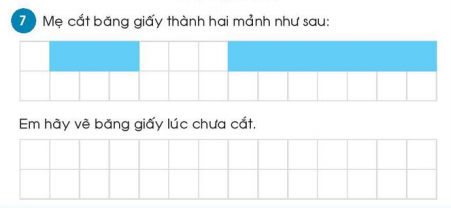 7 Mẹ cắt băng giấy thành hai mảnh như sau:
Em hãy vẽ băng giấy lúc chưa cắt.